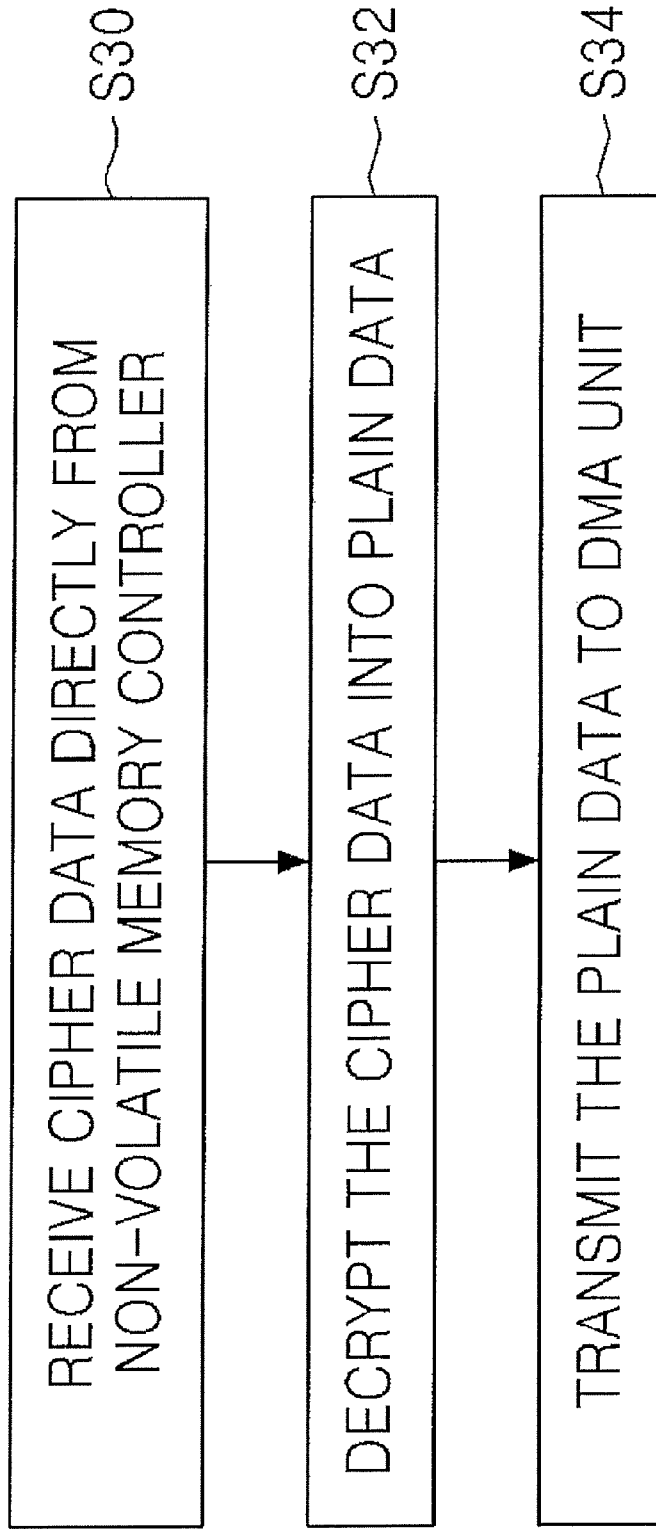 RECEIVE CIPHER DATA DIRECTLY FROM
NON-VOLATILE MEMORY CONTROLLER
S30
DECRYPT THE CIPHER DATA INTO PLAIN DATA
S32
TRANSMIT THE PLAIN DATA TO DMA UNIT
S34